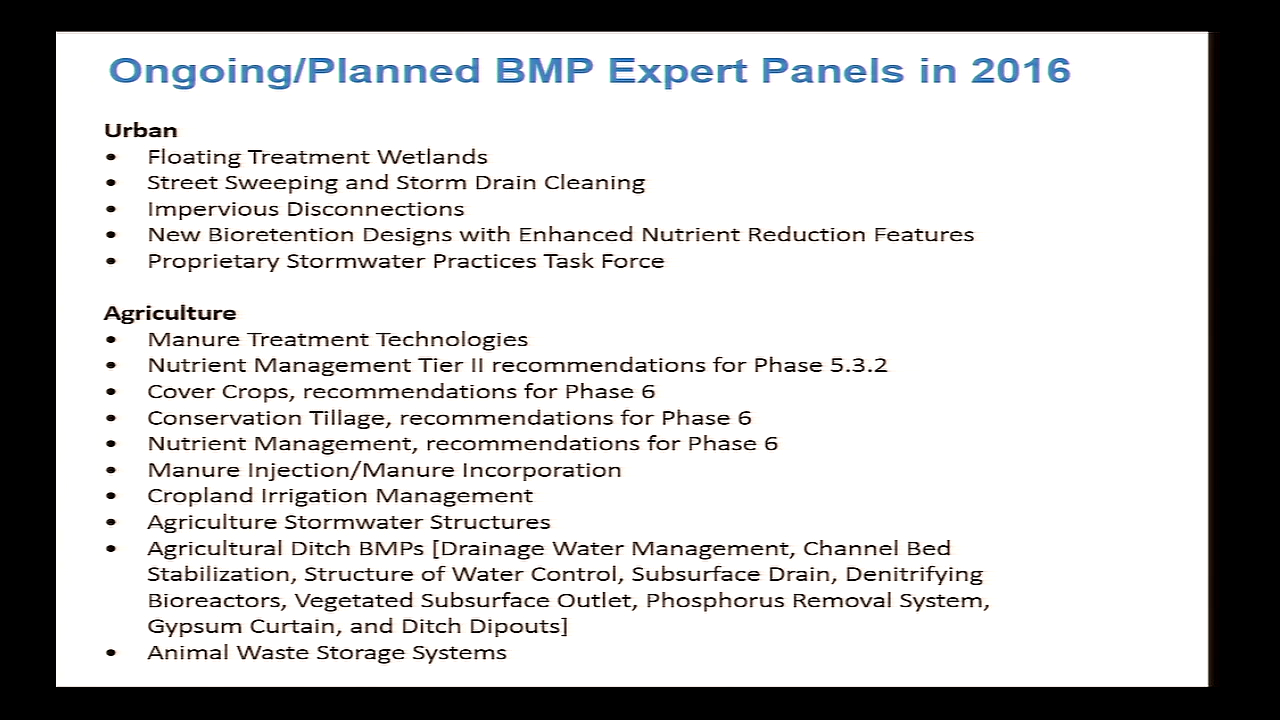 Ongoing/Planned BMP Expert Panels in 2016
Urban
• Floating Treatment Wetlands
• Street Sweeping and Storm Drain Cleaning
• Impervious Disconnections
• New Bioretention Designs with Enhanced Nutrient Reduction Features
• Proprietary Stormwater Practices Task Force
Agriculture
• Manure Treatment Technologies
• Nutrient Management Tier II recommendations for Phase 5.3.2
• Cover Crops, recommendations for Phase 6
• Conservation Tillage, recommendations for Phase 6
• Nutrient Management, recommendations for Phase 6
• Manure Injection/Manure Incorporation
• Cropland Irrigation Management
• Agriculture Stormwater Structures
• Agricultural Ditch BMPs [Drainage Water Management, Channel Bed
Stabilization, Structure of Water Control, Subsurface Drain, Denitrifying
Bioreactors, Vegetated Subsurface Outlet, Phosphorus Removal System,
Gypsum Curtain, and Ditch Dipouts]
• Animal Waste Storage Systems